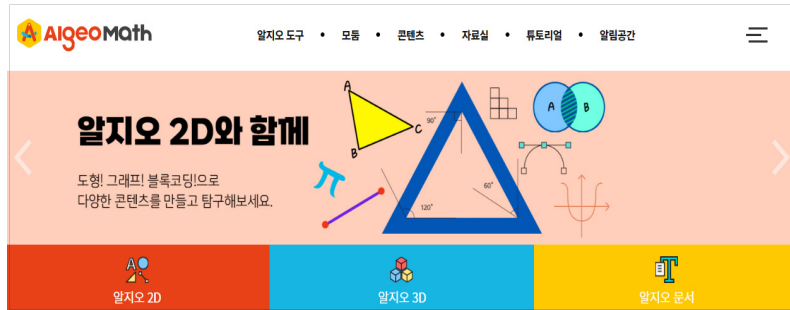 AlgeoMath
알지오 도구 • 모둠 • 콘텐츠 • 자료실 • 튜토리얼 • 알림공간
알지오 2D와 함께
도형! 그래프! 블록코딩!으로
다양한 콘텐츠를 만들고 탐구해보세요.
A
B
C
90°
60°
120°
π
A B
알지오 2D
알지오 3D
알지오 문서